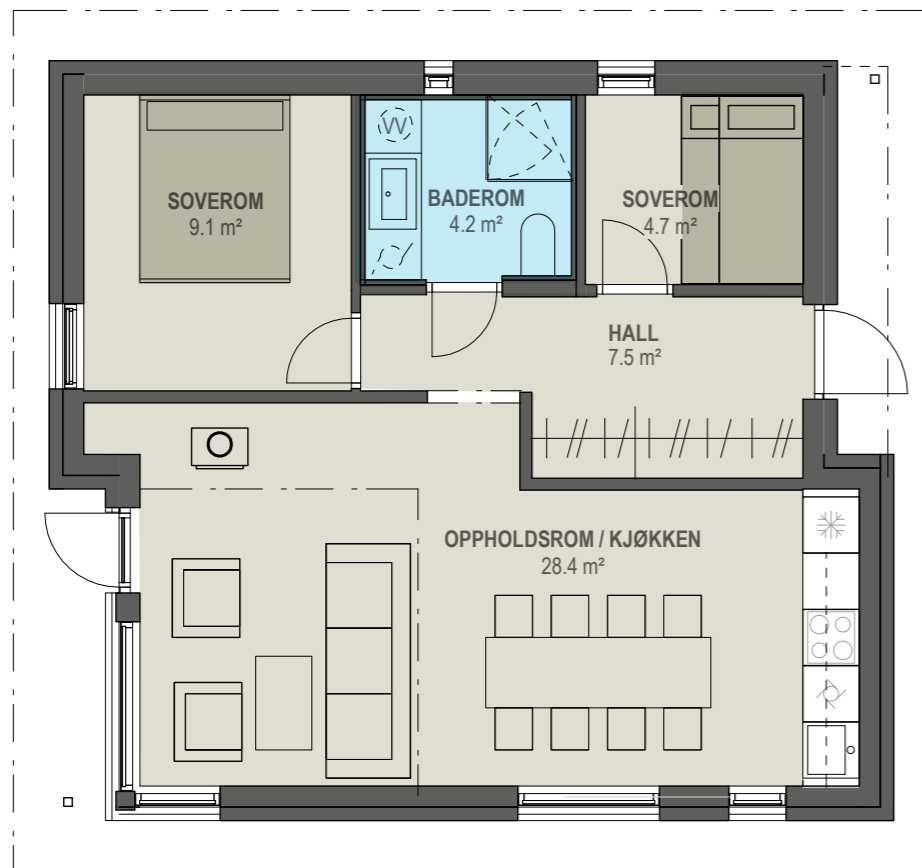 SOVEROM
9.1 m²
BADEROM
4.2 m²
SOVEROM
4.7 m²
VV
HALL
7.5 m²
OPPHOLDSROM / KJØKKEN
28.4 m²